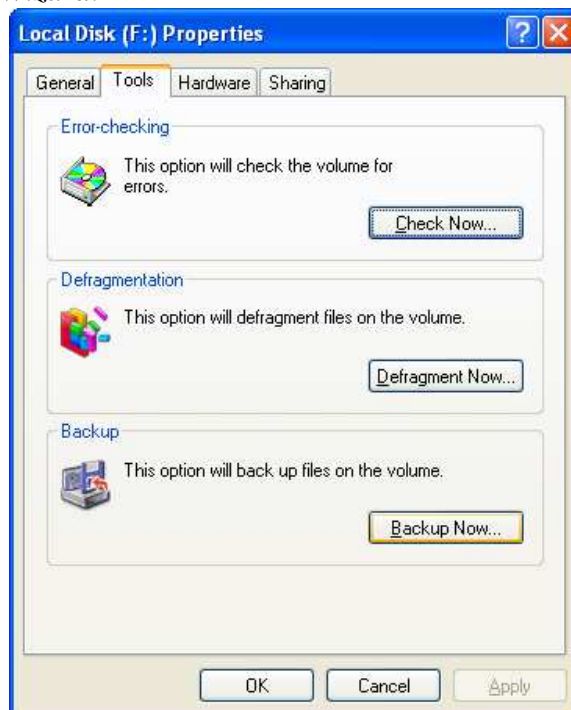 Local Disk (F:) Properties
General Tools Hardware Sharing
Error-checking
This option will check the volume for
errors.
Check Now...
Defragmentation
This option will defragment files on the volume.
Defragment Now...
Backup
This option will back up files on the volume.
Backup Now...
OK Cancel Apply